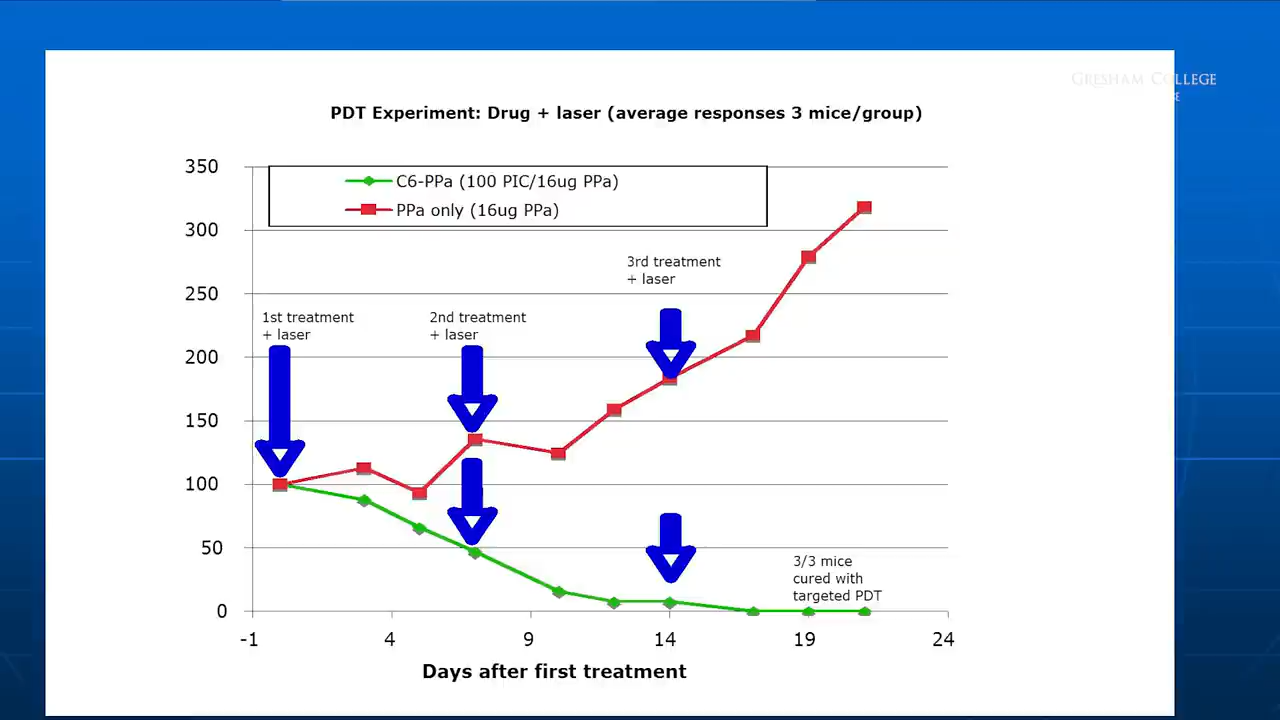 GRESHAM COLLEGE
PDT Experiment: Drug + laser (average responses 3 mice/group)
350
300
250
200
150
100
50
0
C6-PPa (100 PIC/16ug PPa)
PPa only (16ug PPa)
3rd treatment
+ laser
1st treatment
+ laser
2nd treatment
+ laser
3/3 mice
cured with
targeted PDT
-1 4 9 14 19 24
Days after first treatment